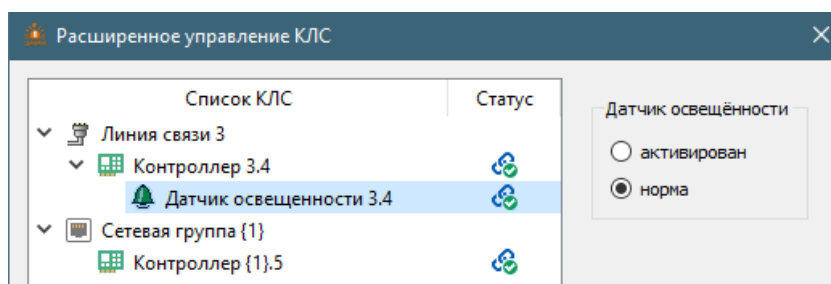 Расширенное управление КЛС
Список КЛС Статус
Линия связи 3
Контроллер 3.4
Датчик освещенности 3.4
Сетевая группа {1}
Контроллер {1}.5
Датчик освещённости
активирован
норма